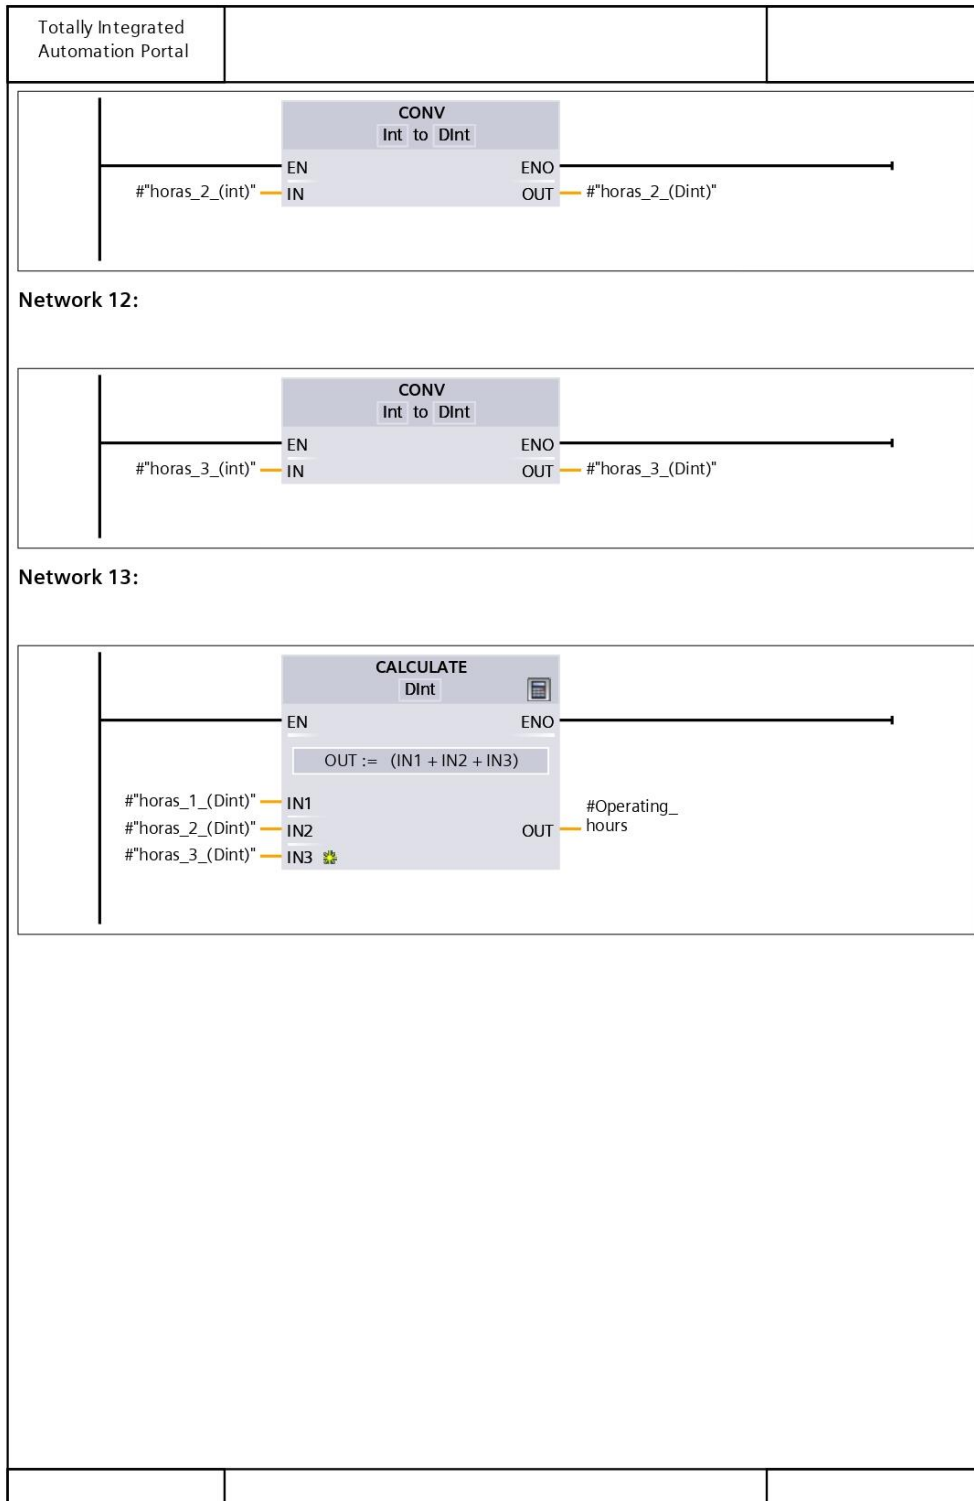 Totally Integrated
Automation Portal
CONV
Int to DInt
EN ENO
#"horas_2_(int)" IN OUT #"horas_2_(Dint)"
Network 12:
CONV
Int to DInt
EN ENO
#"horas_3_(int)" IN OUT #"horas_3_(Dint)"
Network 13:
CALCULATE
DInt
EN ENO
OUT := (IN1 + IN2 + IN3)
#"horas_1_(Dint)" IN1
#"horas_2_(Dint)" IN2 OUT #Operating_
hours
#"horas_3_(Dint)" IN3